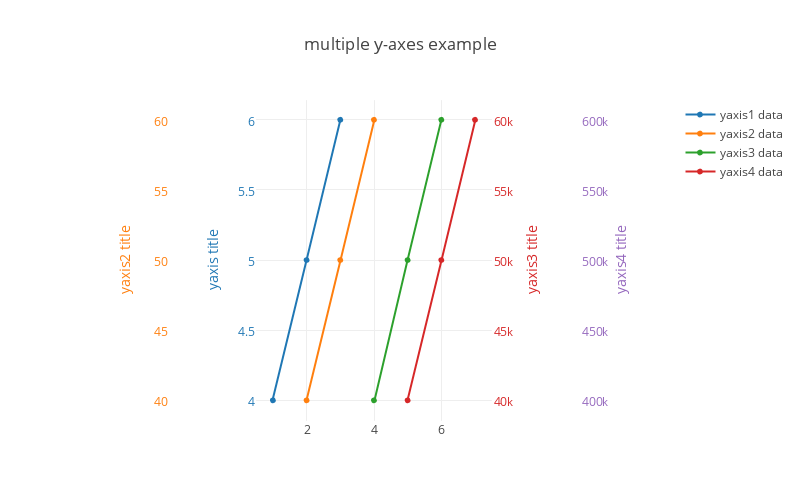 multiple y-axes example
60 6 60k 600k
55 5.5 55k 550k
50 5 50k 500k
45 4.5 45k 450k
40 4 40k 400k
yaxis2 title
yaxis title
yaxis3 title
yaxis4 title
2 4 6
yaxis1 data
yaxis2 data
yaxis3 data
yaxis4 data